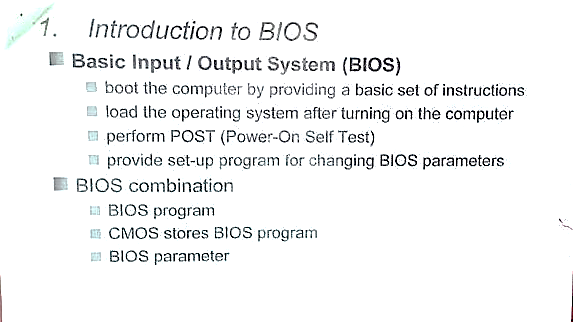 1. Introduction to BIOS
Basic Input / Output System (BIOS)
boot the computer by providing a basic set of instructions
load the operating system after turning on the computer
perform POST (Power-On Self Test)
provide set-up program for changing BIOS parameters
BIOS combination
BIOS program
CMOS stores BIOS program
BIOS parameter